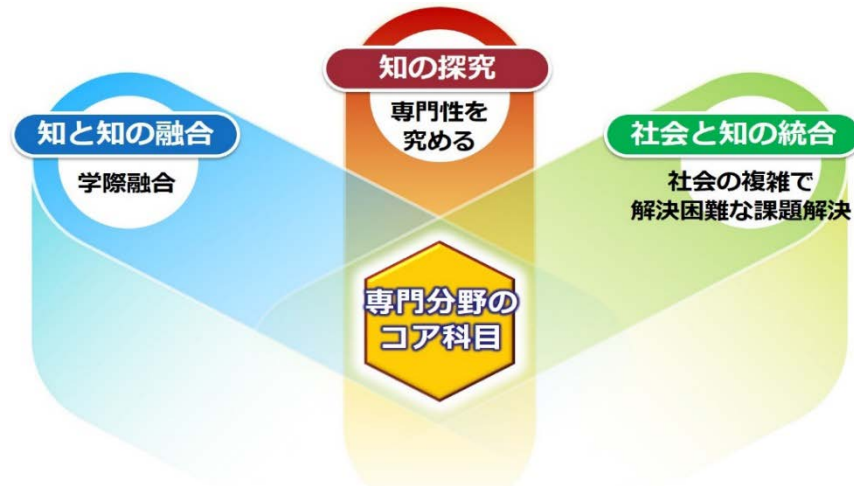 知の探究
専門性を
究める
知と知の融合
学際融合
社会と知の統合
社会の複雑で
解決困難な課題解決
専門分野の
コア科目